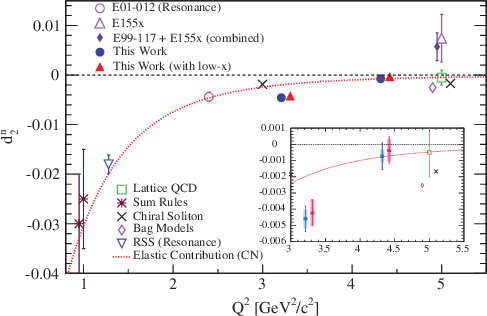 E01-012 (Resonance)
E155x
E99-117 + E155x (combined)
This Work
This Work (with low-x)
0.01
0
-0.01
-0.02
-0.03
-0.04
d₂ⁿ
Lattice QCD
Sum Rules
Chiral Soliton
Bag Models
RSS (Resonance)
Elastic Contribution (CN)
0.001
0
-0.001
-0.002
-0.003
-0.004
-0.005
-0.006
3 3.5 4 4.5 5 5.5
1 2 3 4 5
Q² [GeV²/c²]